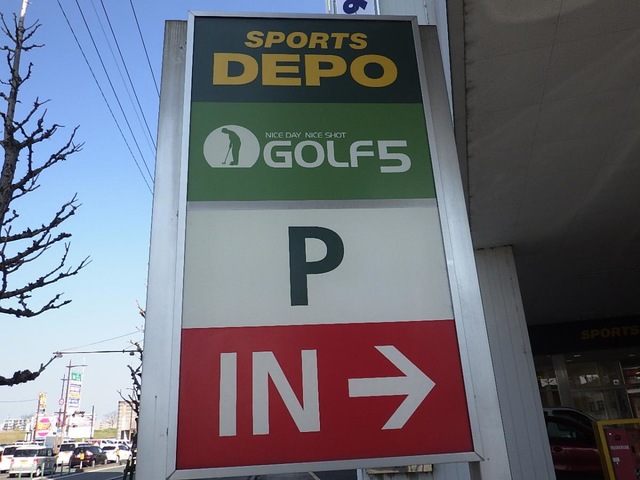 SPORTS
DEPO
NICE DAY NICE SHOT
GOLF5
P
IN →
SPORTS